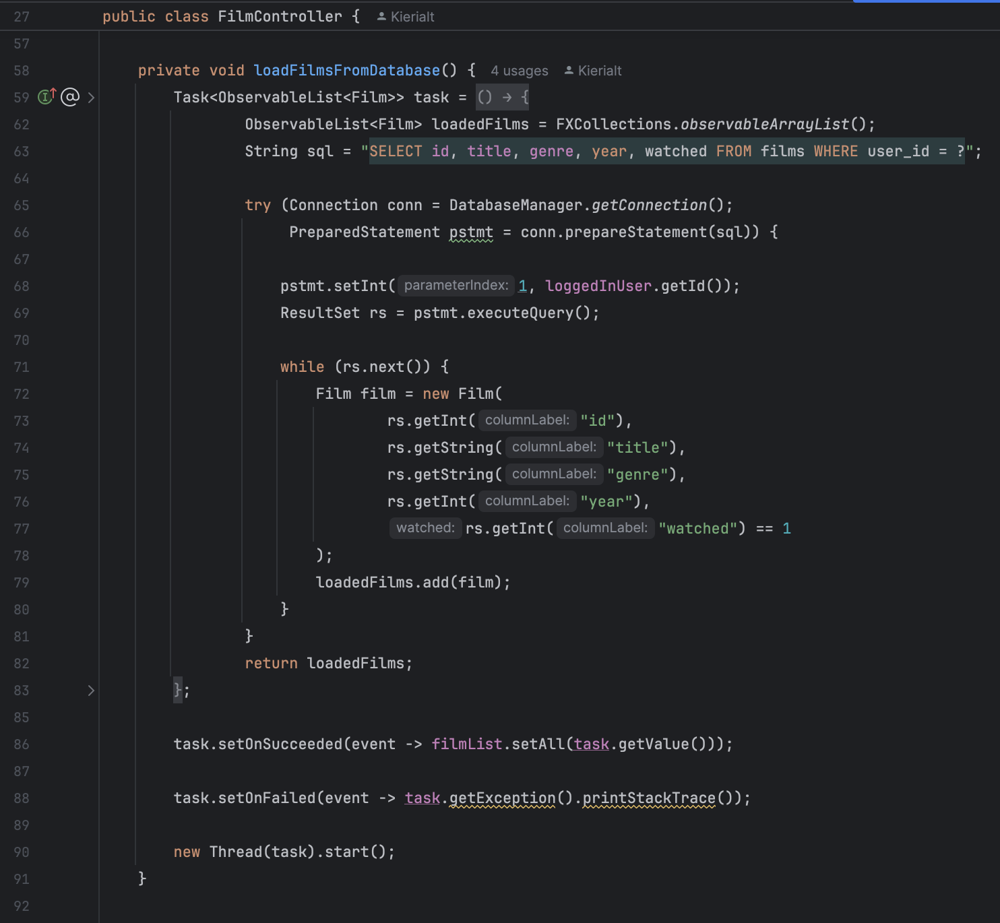 27 public class FilmController { Kierialt
57
58 private void loadFilmsFromDatabase() { 4 usages Kierialt
59 Task<ObservableList<Film>> task = () → {
62 ObservableList<Film> loadedFilms = FXCollections.observableArrayList();
63 String sql = "SELECT id, title, genre, year, watched FROM films WHERE user_id = ?";
64
65 try (Connection conn = DatabaseManager.getConnection();
66 PreparedStatement pstmt = conn.prepareStatement(sql)) {
67
68 pstmt.setInt( parameterIndex: 1, loggedInUser.getId());
69 ResultSet rs = pstmt.executeQuery();
70
71 while (rs.next()) {
72 Film film = new Film(
73 rs.getInt( columnLabel: "id"),
74 rs.getString( columnLabel: "title"),
75 rs.getString( columnLabel: "genre"),
76 rs.getInt( columnLabel: "year"),
77 watched: rs.getInt( columnLabel: "watched") == 1
78 );
79 loadedFilms.add(film);
80 }
81 }
82 return loadedFilms;
83 };
85
86 task.setOnSucceeded(event -> filmList.setAll(task.getValue()));
87
88 task.setOnFailed(event -> task.getException().printStackTrace());
89
90 new Thread(task).start();
91 }
92